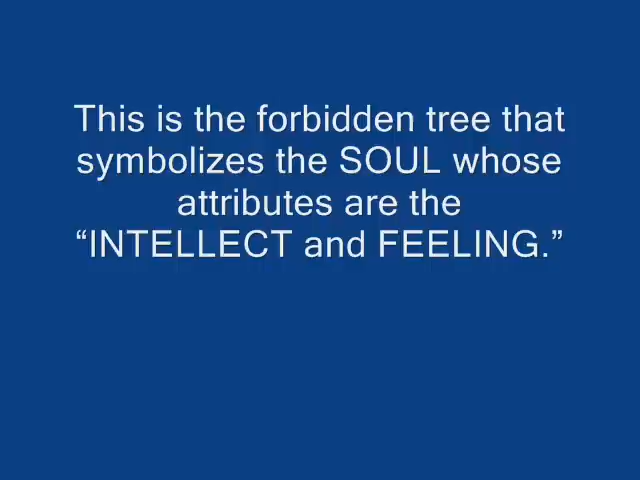 This is the forbidden tree that
symbolizes the SOUL whose
attributes are the
“INTELLECT and FEELING.”